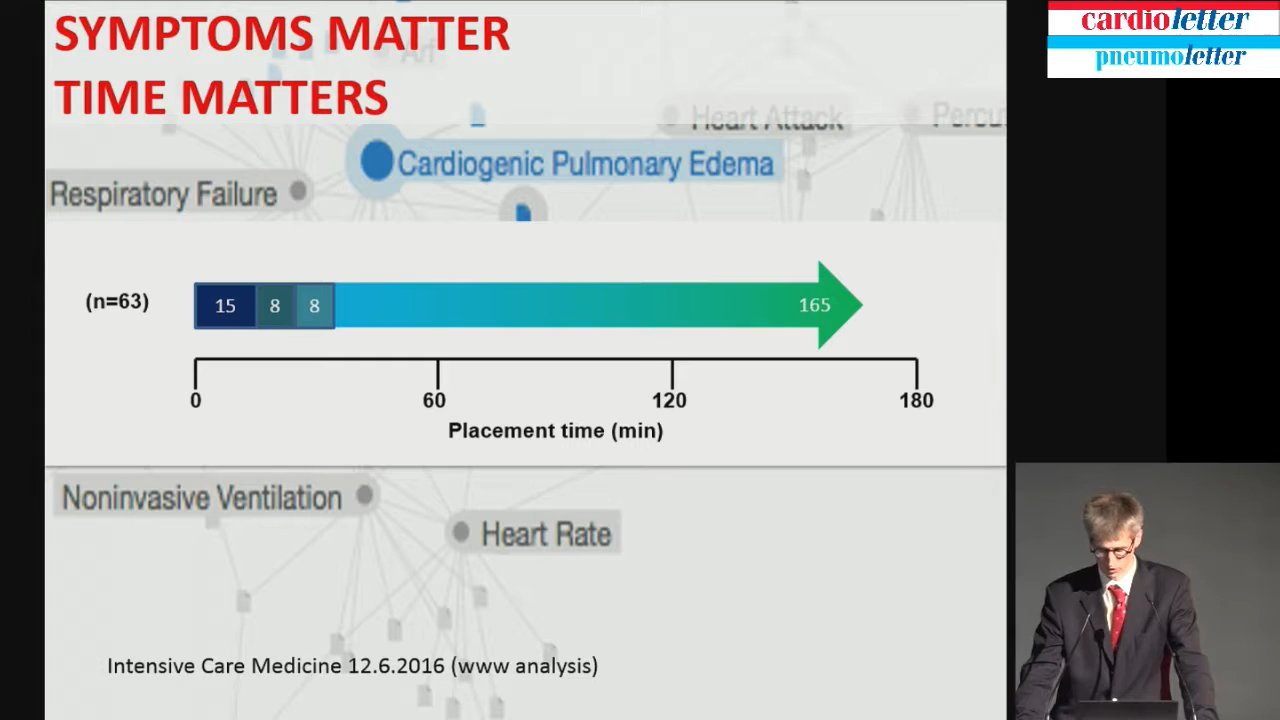 SYMPTOMS MATTER
TIME MATTERS
cardioletter
pneumoletter
Arf
Heart Attack
Cardiogenic Pulmonary Edema
Respiratory Failure
(n=63)
15 8 8 165
0 60 120 180
Placement time (min)
Noninvasive Ventilation
Heart Rate
Intensive Care Medicine 12.6.2016 (www analysis)